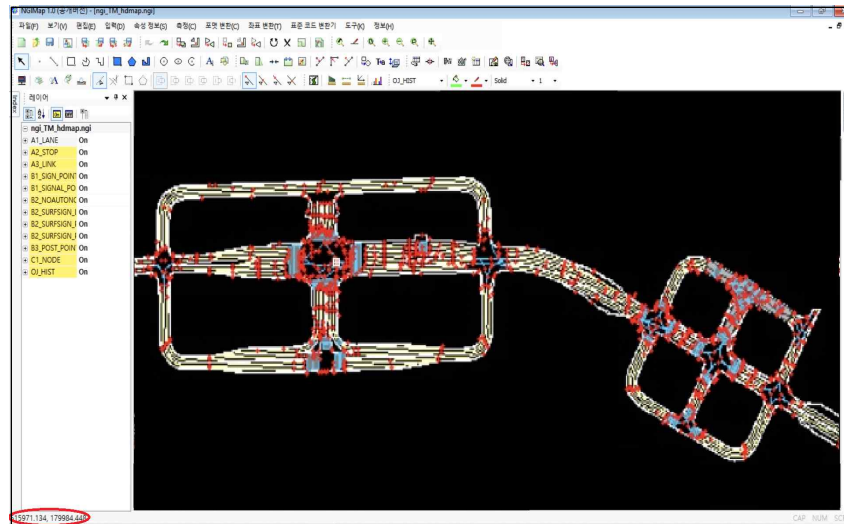 NGIMap 1.0 (공개버전) - [ngi_TM_hdmap.ngi]
파일(F) 보기(V) 편집(E) 입력(D) 속성 정보(S) 측정(C) 포맷 변환(C) 좌표 변환(T) 표준 코드 변환기 도구(K) 정보(H)
OJ_HIST Solid 1
Index
레이어
ngi_TM_hdmap.ngi
A1_LANE On
A2_STOP On
A3_LINK On
B1_SIGN_POINT On
B1_SIGNAL_PO On
B2_NOAUTONC On
B2_SURFSIGN_I On
B2_SURFSIGN_I On
B2_SURFSIGN_I On
B3_POST_POIN On
C1_NODE On
OJ_HIST On
15971.134, 179984.448
CAP NUM SCR